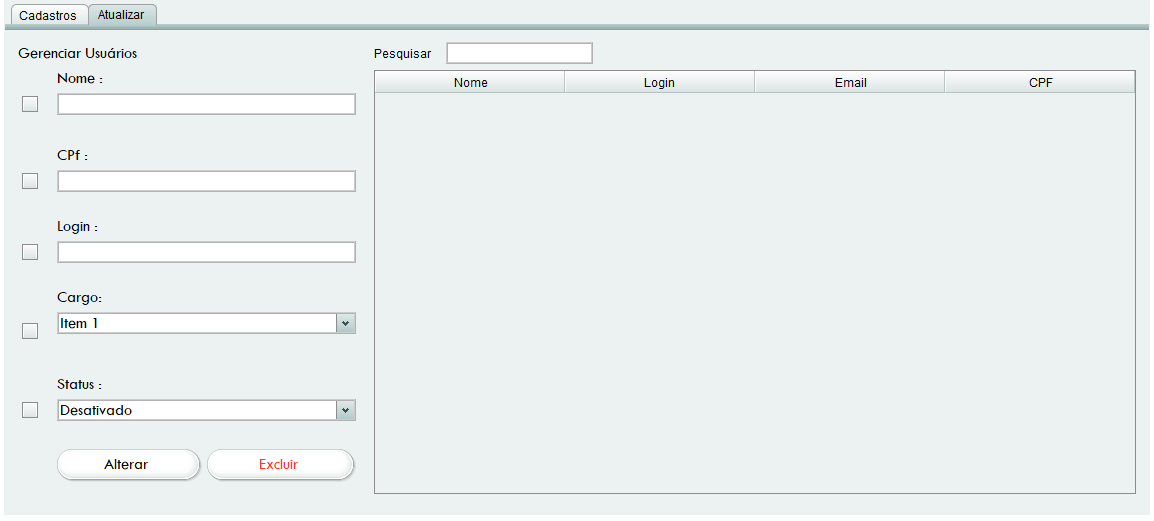 Cadastros Atualizar
Gerenciar Usuários
Nome :
CPf :
Login :
Cargo:
Item 1
Status :
Desativado
Alterar Excluir
Pesquisar
Nome Login Email CPF